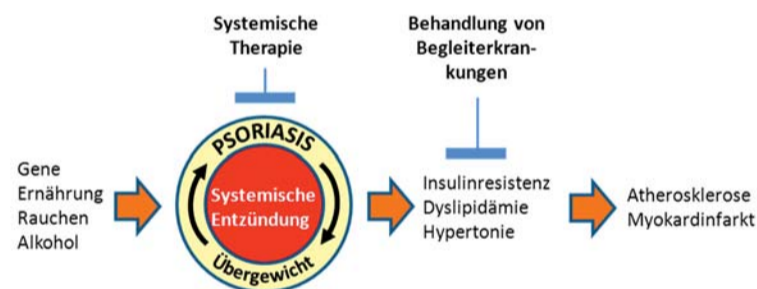 Systemische
Therapie
Behandlung von
Begleiterkran-
kungen
PSORIASIS
Gene
Ernährung
Rauchen
Alkohol
Systemische
Entzündung
Übergewicht
Insulinresistenz
Dyslipidämie
Hypertonie
Atherosklerose
Myokardinfarkt